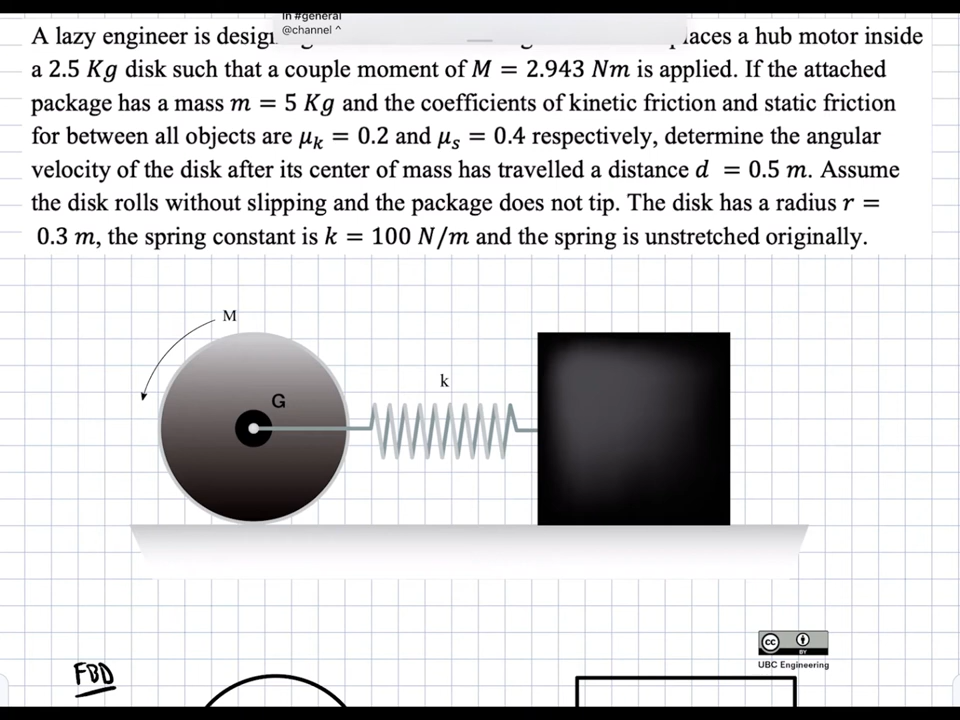 In #general
@channel ^
A lazy engineer is design aces a hub motor inside
a 2.5 Kg disk such that a couple moment of M = 2.943 Nm is applied. If the attached
package has a mass m = 5 Kg and the coefficients of kinetic friction and static friction
for between all objects are μk = 0.2 and μs = 0.4 respectively, determine the angular
velocity of the disk after its center of mass has travelled a distance d = 0.5 m. Assume
the disk rolls without slipping and the package does not tip. The disk has a radius r =
0.3 m, the spring constant is k = 100 N/m and the spring is unstretched originally.
M
k
G
cc BY
UBC Engineering
FBD